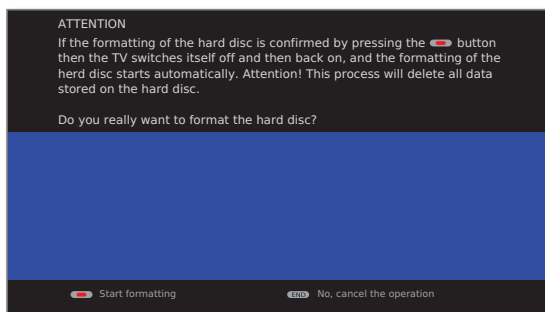 ATTENTION
If the formatting of the hard disc is confirmed by pressing the button
then the TV switches itself off and then back on, and the formatting of the
herd disc starts automatically. Attention! This process will delete all data
stored on the hard disc.
Do you really want to format the hard disc?
Start formatting END No, cancel the operation